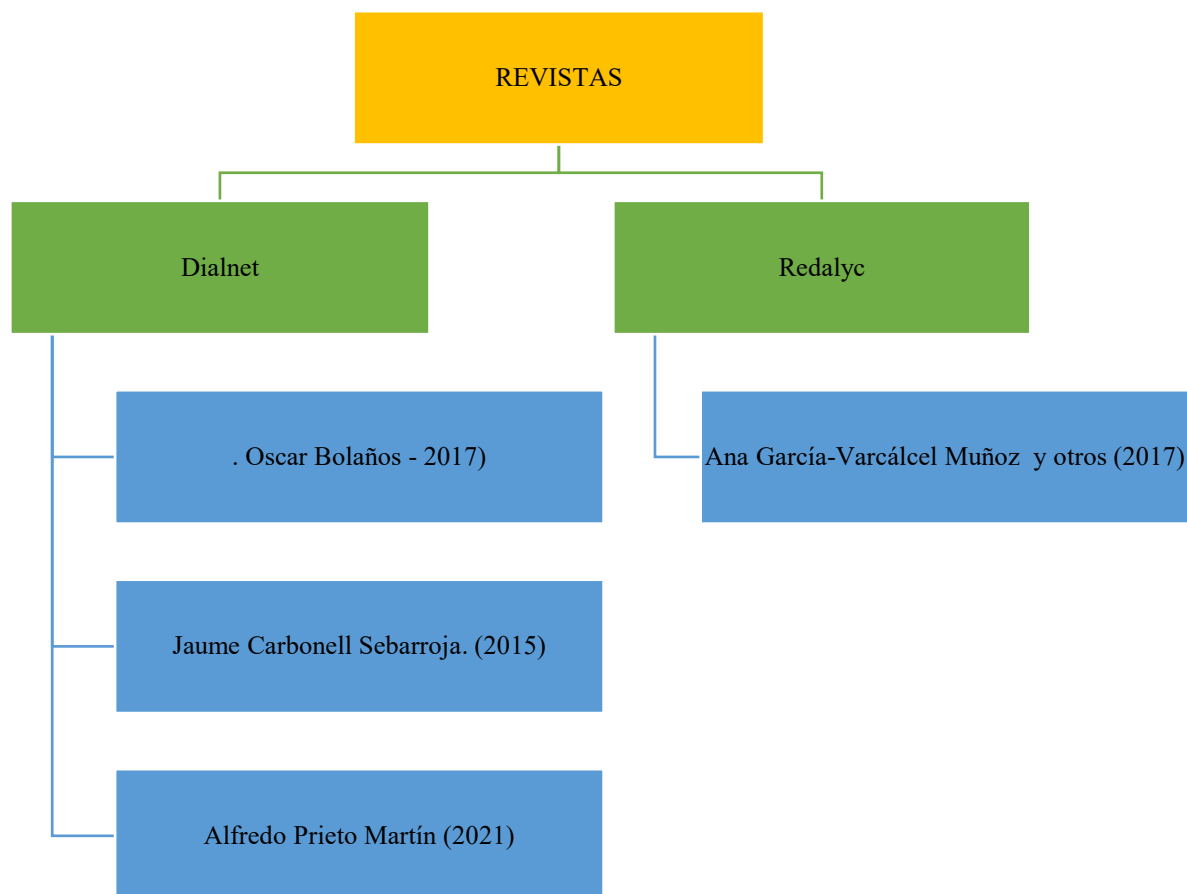 REVISTAS
Dialnet
Redalyc
. Oscar Bolaños - 2017)
Ana García-Varcálcel Muñoz  y otros (2017)
Jaume Carbonell Sebarroja. (2015)
Alfredo Prieto Martín (2021)